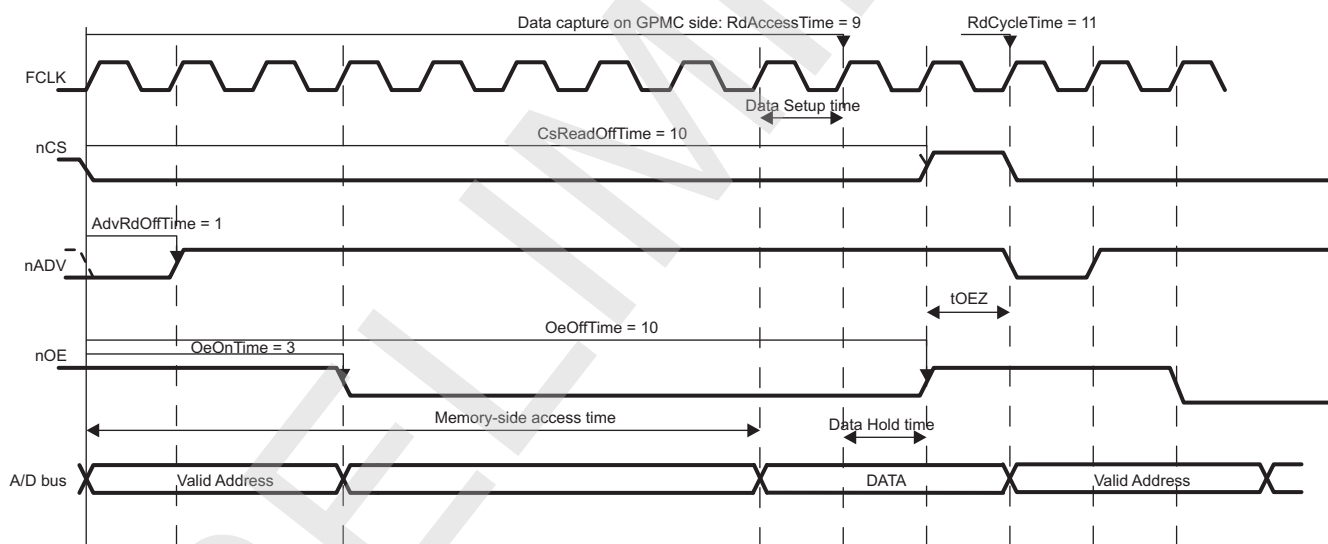 Data capture on GPMC side: RdAccessTime = 9
RdCycleTime = 11
FCLK
Data Setup time
CsReadOffTime = 10
nCS
AdvRdOffTime = 1
nADV
tOEZ
OeOffTime = 10
OeOnTime = 3
nOE
Memory-side access time
Data Hold time
A/D bus
Valid Address
DATA
Valid Address